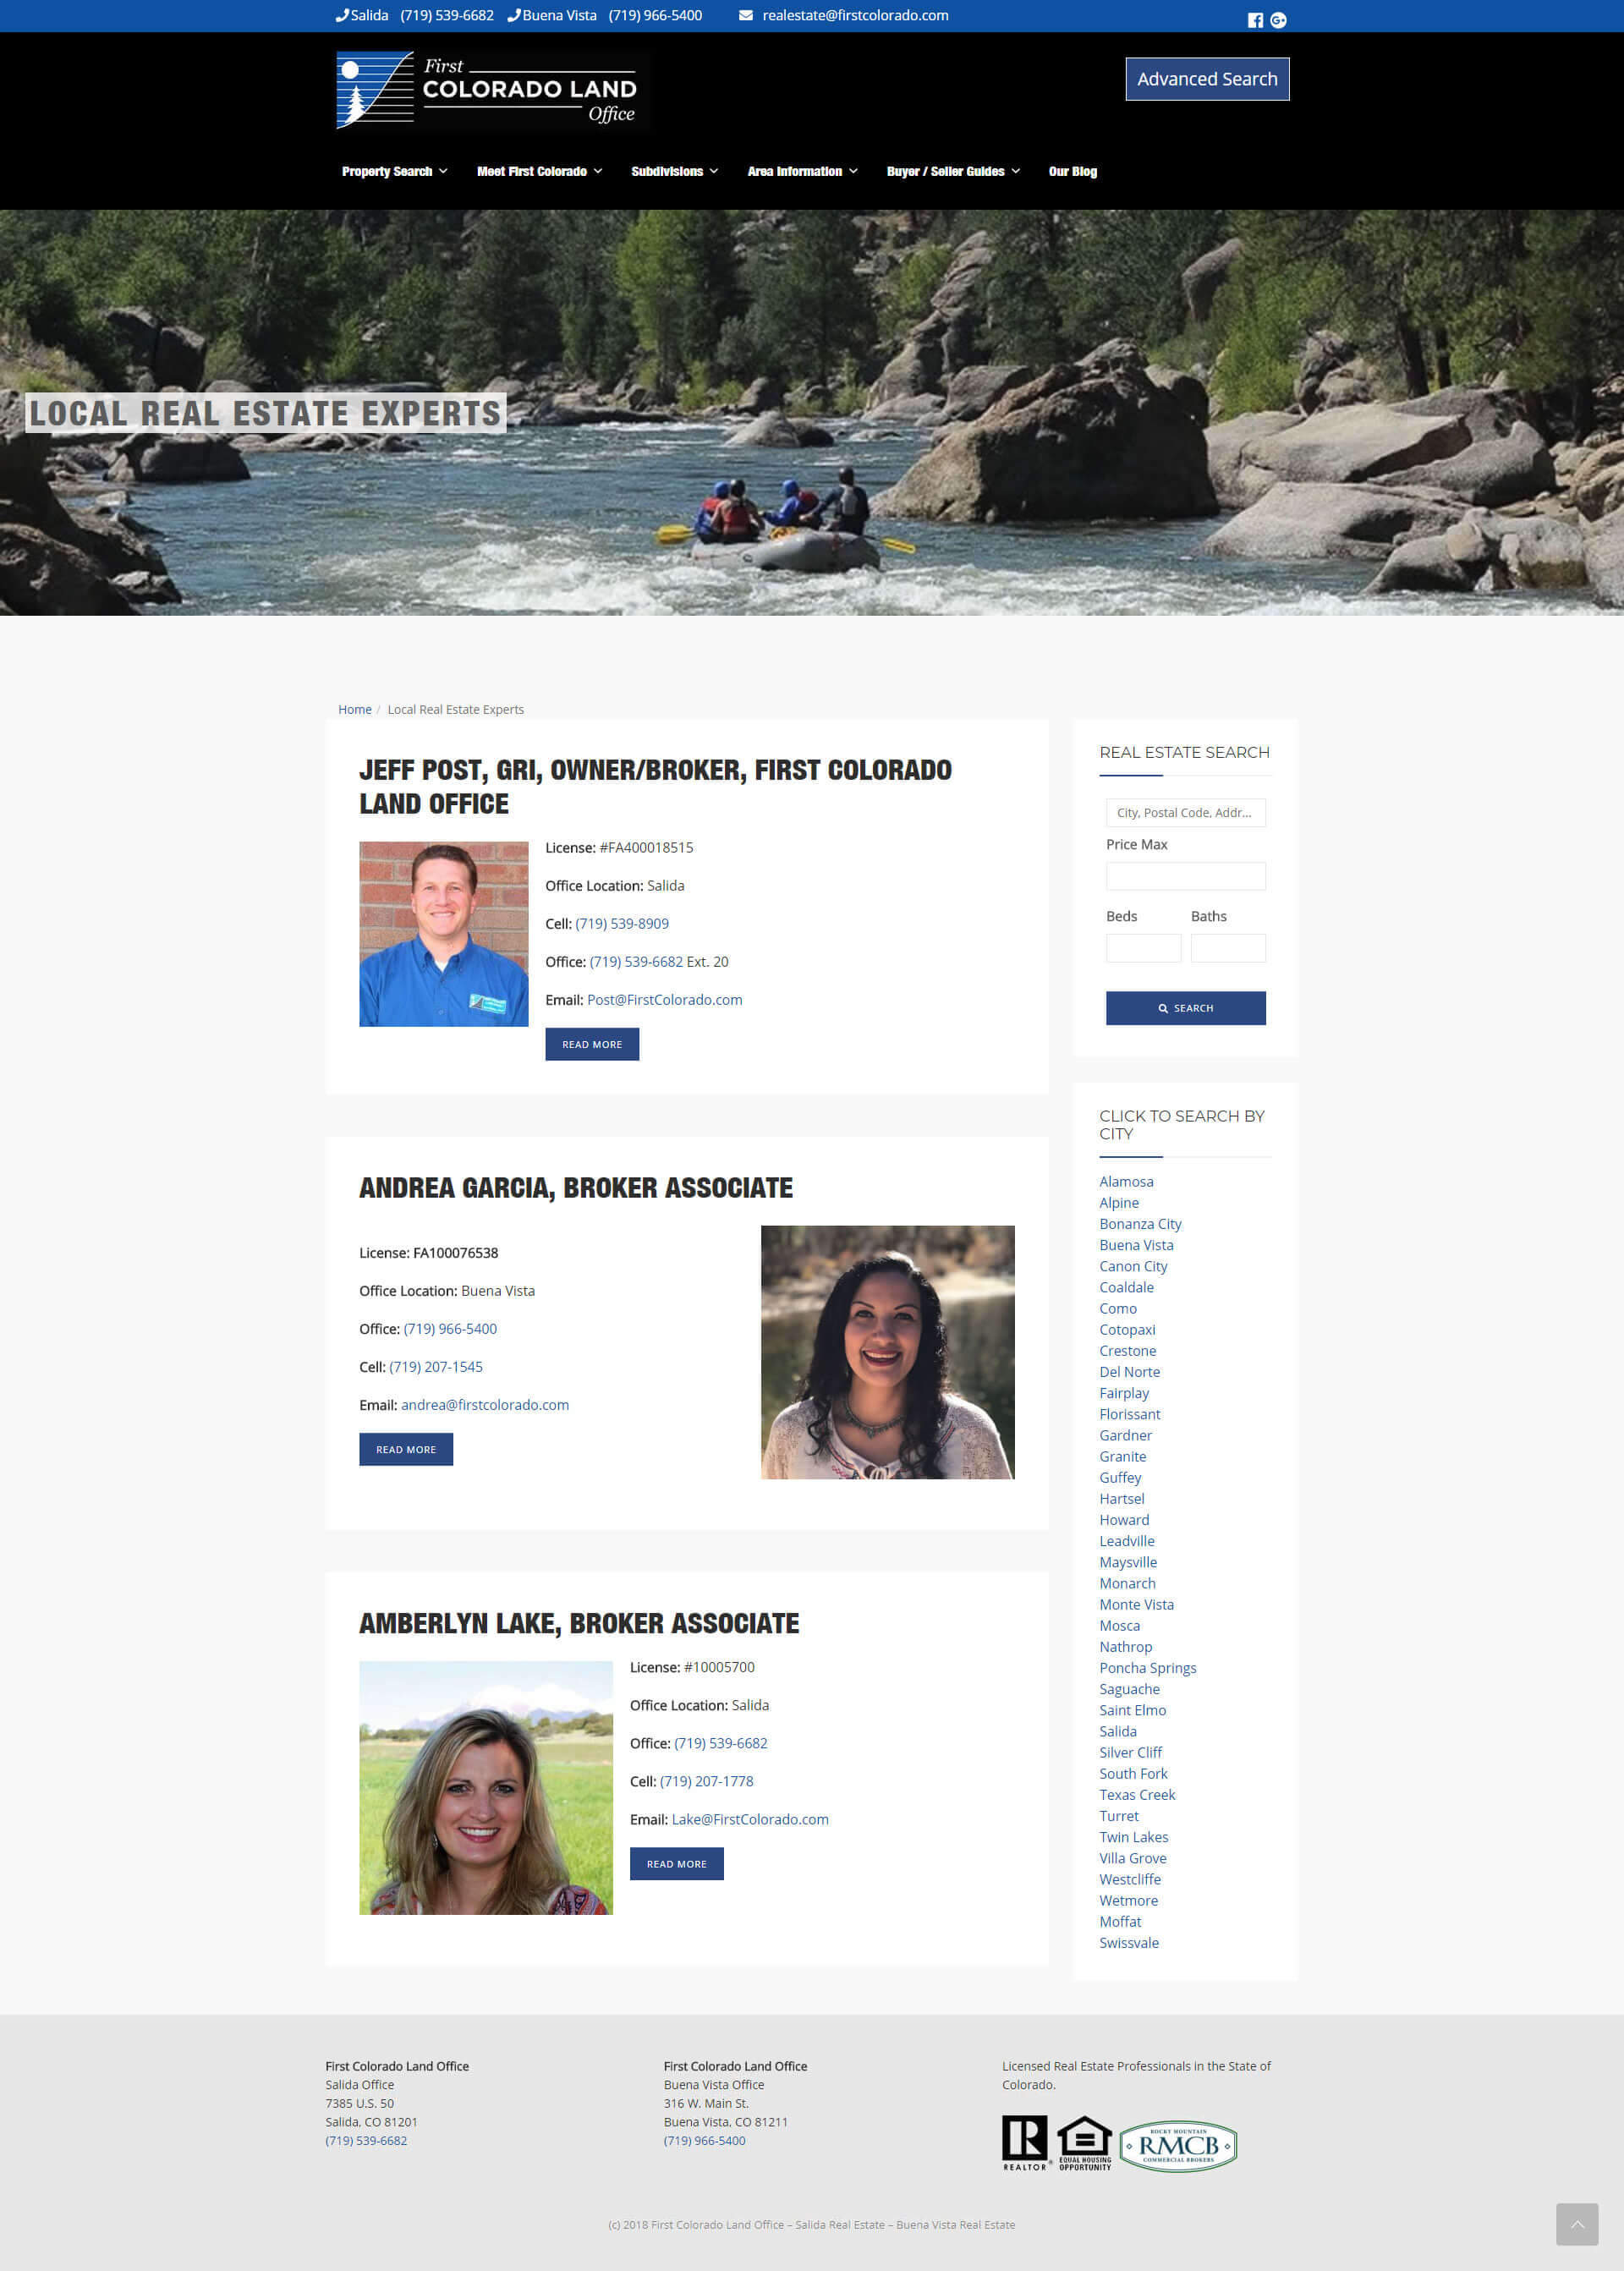 Salida (719) 539-6682 Buena Vista (719) 966-5400 realestate@firstcolorado.com
First
COLORADO LAND
Office
Advanced Search
Property Search Meet First Colorado Subdivisions Area Information Buyer / Seller Guides Our Blog
LOCAL REAL ESTATE EXPERTS
Home / Local Real Estate Experts
JEFF POST, GRI, OWNER/BROKER, FIRST COLORADO
LAND OFFICE
License: #FA400018515
Office Location: Salida
Cell: (719) 539-8909
Office: (719) 539-6682 Ext. 20
Email: Post@FirstColorado.com
READ MORE
ANDREA GARCIA, BROKER ASSOCIATE
License: FA100076538
Office Location: Buena Vista
Office: (719) 966-5400
Cell: (719) 207-1545
Email: andrea@firstcolorado.com
READ MORE
AMBERLYN LAKE, BROKER ASSOCIATE
License: #10005700
Office Location: Salida
Office: (719) 539-6682
Cell: (719) 207-1778
Email: Lake@FirstColorado.com
READ MORE
REAL ESTATE SEARCH
City, Postal Code, Addr...
Price Max
Beds Baths
SEARCH
CLICK TO SEARCH BY
CITY
Alamosa
Alpine
Bonanza City
Buena Vista
Canon City
Coaldale
Como
Cotopaxi
Crestone
Del Norte
Fairplay
Florissant
Gardner
Granite
Guffey
Hartsel
Howard
Leadville
Maysville
Monarch
Monte Vista
Mosca
Nathrop
Poncha Springs
Saguache
Saint Elmo
Salida
Silver Cliff
South Fork
Texas Creek
Turret
Twin Lakes
Villa Grove
Westcliffe
Wetmore
Moffat
Swissvale
First Colorado Land Office
Salida Office
7385 U.S. 50
Salida, CO 81201
(719) 539-6682
First Colorado Land Office
Buena Vista Office
316 W. Main St.
Buena Vista, CO 81211
(719) 966-5400
Licensed Real Estate Professionals in the State of
Colorado.
R
REALTOR®
EQUAL HOUSING
OPPORTUNITY
ROCKY MOUNTAIN
RMCB
COMMERCIAL BROKERS
(c) 2018 First Colorado Land Office – Salida Real Estate – Buena Vista Real Estate